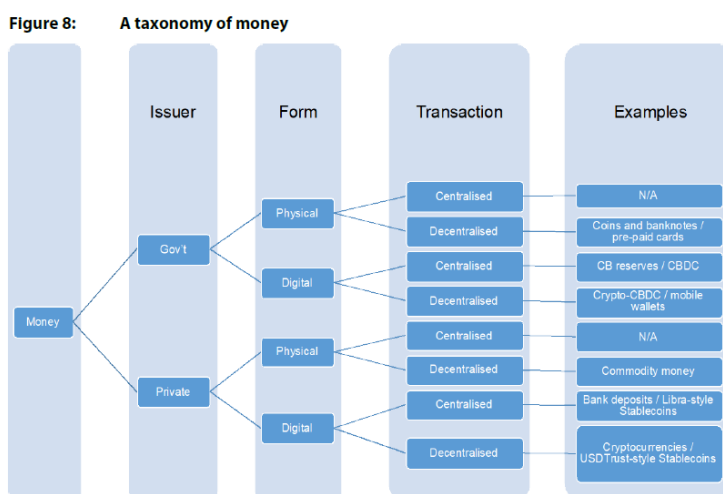 Figure 8: A taxonomy of money
Issuer Form Transaction Examples
Centralised N/A
Physical
Decentralised Coins and banknotes /
pre-paid cards
Gov't
Centralised CB reserves / CBDC
Digital
Decentralised Crypto-CBDC / mobile
wallets
Money
Centralised N/A
Physical
Decentralised Commodity money
Private
Centralised Bank deposits / Libra-style
Stablecoins
Digital
Decentralised Cryptocurrencies /
USDTrust-style Stablecoins